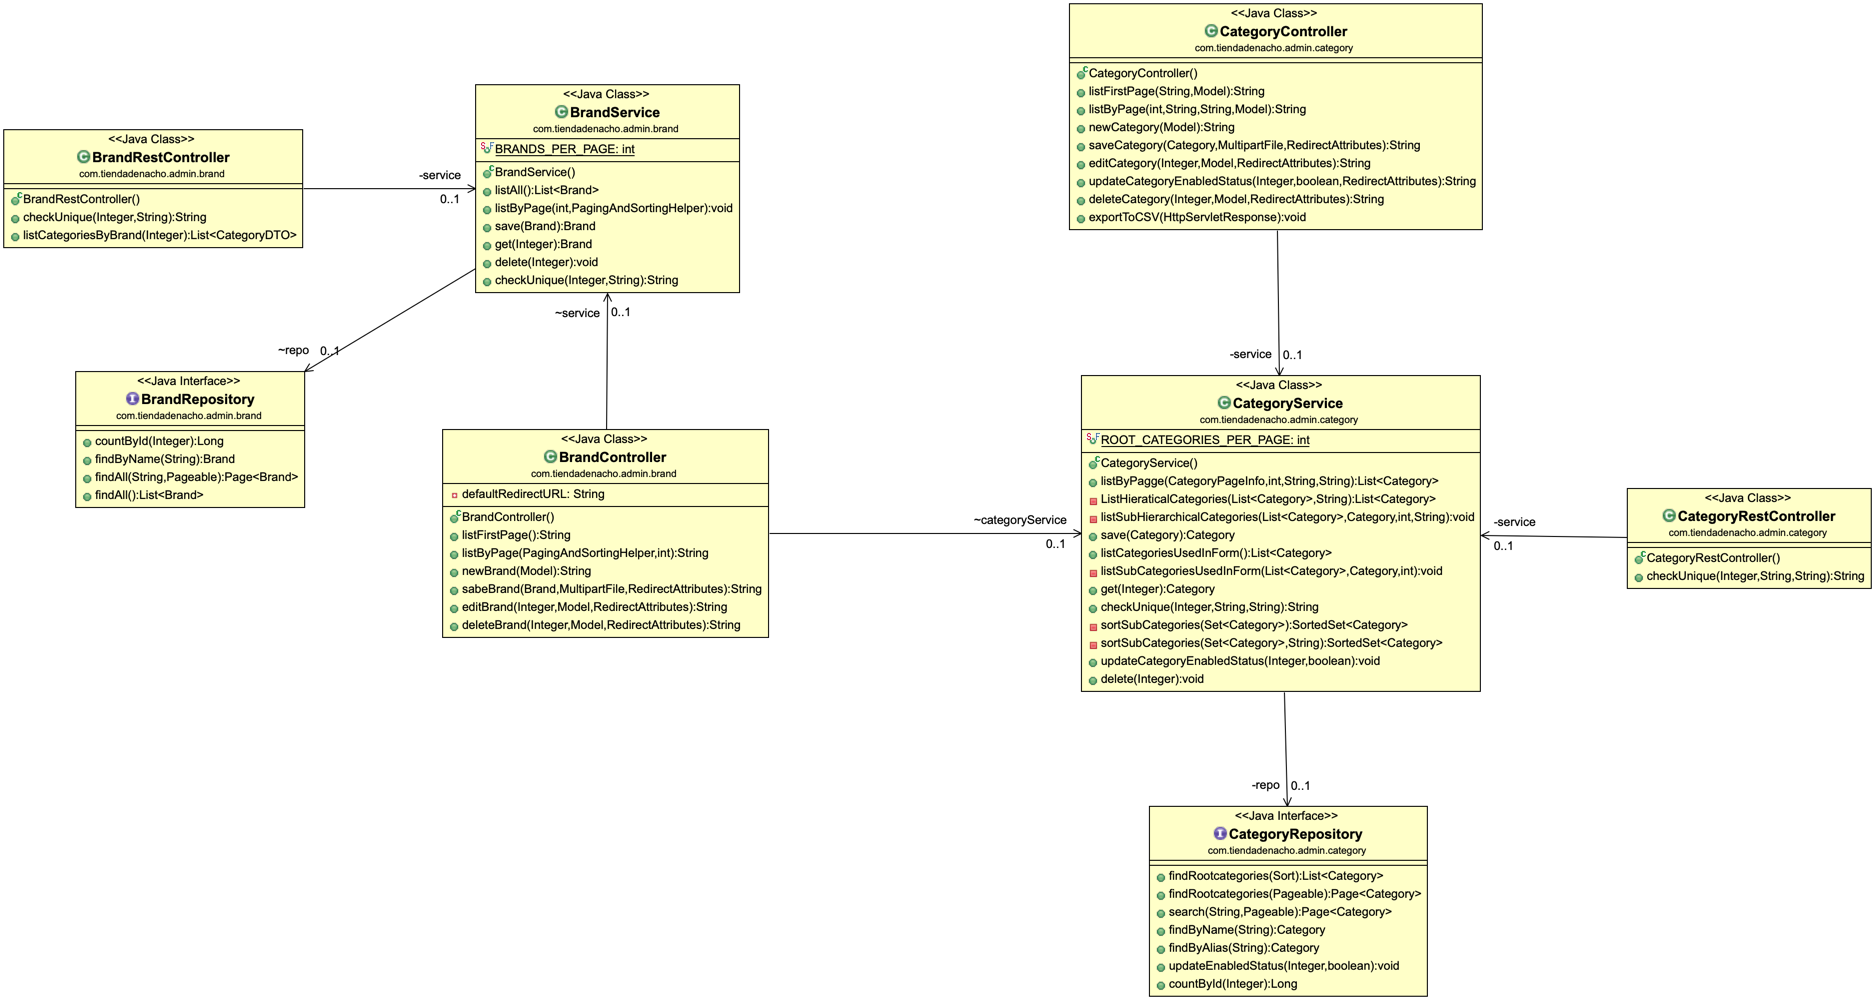 <<Java Class>>
BrandRestController
com.tiendadenacho.admin.brand
BrandRestController()
checkUnique(Integer,String):String
listCategoriesByBrand(Integer):List<CategoryDTO>
-service
0..1
<<Java Class>>
BrandService
com.tiendadenacho.admin.brand
BRANDS_PER_PAGE: int
BrandService()
listAll():List<Brand>
listByPage(int,PagingAndSortingHelper):void
save(Brand):Brand
get(Integer):Brand
delete(Integer):void
checkUnique(Integer,String):String
~service
0..1
~repo
0..1
<<Java Interface>>
BrandRepository
com.tiendadenacho.admin.brand
countById(Integer):Long
findByName(String):Brand
findAll(String,Pageable):Page<Brand>
findAll():List<Brand>
<<Java Class>>
BrandController
com.tiendadenacho.admin.brand
defaultRedirectURL: String
BrandController()
listFirstPage():String
listByPage(PagingAndSortingHelper,int):String
newBrand(Model):String
sabeBrand(Brand,MultipartFile,RedirectAttributes):String
editBrand(Integer,Model,RedirectAttributes):String
deleteBrand(Integer,Model,RedirectAttributes):String
~categoryService
0..1
<<Java Class>>
CategoryController
com.tiendadenacho.admin.category
CategoryController()
listFirstPage(String,Model):String
listByPage(int,String,String,Model):String
newCategory(Model):String
saveCategory(Category,MultipartFile,RedirectAttributes):String
editCategory(Integer,Model,RedirectAttributes):String
updateCategoryEnabledStatus(Integer,boolean,RedirectAttributes):String
deleteCategory(Integer,Model,RedirectAttributes):String
exportToCSV(HttpServletResponse):void
-service
0..1
<<Java Class>>
CategoryService
com.tiendadenacho.admin.category
ROOT_CATEGORIES_PER_PAGE: int
CategoryService()
listByPagge(CategoryPageInfo,int,String,String):List<Category>
ListHieraticalCategories(List<Category>,String):List<Category>
listSubHierarchicalCategories(List<Category>,Category,int,String):void
save(Category):Category
listCategoriesUsedInForm():List<Category>
listSubCategoriesUsedInForm(List<Category>,Category,int):void
get(Integer):Category
checkUnique(Integer,String,String):String
sortSubCategories(Set<Category>):SortedSet<Category>
sortSubCategories(Set<Category>,String):SortedSet<Category>
updateCategoryEnabledStatus(Integer,boolean):void
delete(Integer):void
-service
0..1
<<Java Class>>
CategoryRestController
com.tiendadenacho.admin.category
CategoryRestController()
checkUnique(Integer,String,String):String
-repo
0..1
<<Java Interface>>
CategoryRepository
com.tiendadenacho.admin.category
findRootcategories(Sort):List<Category>
findRootcategories(Pageable):Page<Category>
search(String,Pageable):Page<Category>
findByName(String):Category
findByAlias(String):Category
updateEnabledStatus(Integer,boolean):void
countById(Integer):Long